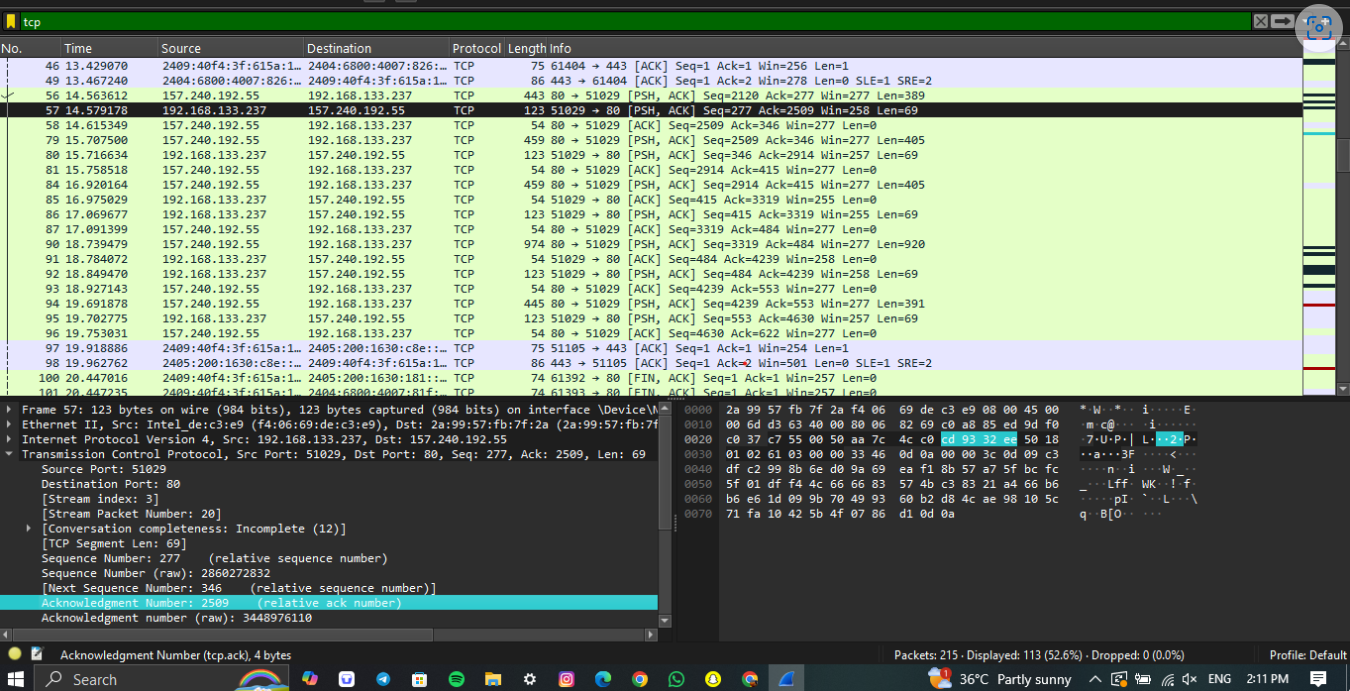 tcp
No. Time Source Destination Protocol Length Info
46 13.429070 2409:40f4:3f:615a:1… 2404:6800:4007:826:… TCP 75 61404 → 443 [ACK] Seq=1 Ack=1 Win=256 Len=1
49 13.467240 2404:6800:4007:826:… 2409:40f4:3f:615a:1… TCP 86 443 → 61404 [ACK] Seq=1 Ack=2 Win=278 Len=0 SLE=1 SRE=2
56 14.563612 157.240.192.55 192.168.133.237 TCP 443 80 → 51029 [PSH, ACK] Seq=2120 Ack=277 Win=277 Len=389
57 14.579178 192.168.133.237 157.240.192.55 TCP 123 51029 → 80 [PSH, ACK] Seq=277 Ack=2509 Win=258 Len=69
58 14.615349 157.240.192.55 192.168.133.237 TCP 54 80 → 51029 [ACK] Seq=2509 Ack=346 Win=277 Len=0
79 15.707500 157.240.192.55 192.168.133.237 TCP 459 80 → 51029 [PSH, ACK] Seq=2509 Ack=346 Win=277 Len=405
80 15.716634 192.168.133.237 157.240.192.55 TCP 123 51029 → 80 [PSH, ACK] Seq=346 Ack=2914 Win=257 Len=69
81 15.758518 157.240.192.55 192.168.133.237 TCP 54 80 → 51029 [ACK] Seq=2914 Ack=415 Win=277 Len=0
84 16.920164 157.240.192.55 192.168.133.237 TCP 459 80 → 51029 [PSH, ACK] Seq=2914 Ack=415 Win=277 Len=405
85 16.975029 192.168.133.237 157.240.192.55 TCP 54 51029 → 80 [ACK] Seq=415 Ack=3319 Win=255 Len=0
86 17.069677 192.168.133.237 157.240.192.55 TCP 123 51029 → 80 [PSH, ACK] Seq=415 Ack=3319 Win=255 Len=69
87 17.091399 157.240.192.55 192.168.133.237 TCP 54 80 → 51029 [ACK] Seq=3319 Ack=484 Win=277 Len=0
90 18.739479 157.240.192.55 192.168.133.237 TCP 974 80 → 51029 [PSH, ACK] Seq=3319 Ack=484 Win=277 Len=920
91 18.784072 192.168.133.237 157.240.192.55 TCP 54 51029 → 80 [ACK] Seq=484 Ack=4239 Win=258 Len=0
92 18.849470 192.168.133.237 157.240.192.55 TCP 123 51029 → 80 [PSH, ACK] Seq=484 Ack=4239 Win=258 Len=69
93 18.927143 157.240.192.55 192.168.133.237 TCP 54 80 → 51029 [ACK] Seq=4239 Ack=553 Win=277 Len=0
94 19.691878 157.240.192.55 192.168.133.237 TCP 445 80 → 51029 [PSH, ACK] Seq=4239 Ack=553 Win=277 Len=391
95 19.702775 192.168.133.237 157.240.192.55 TCP 123 51029 → 80 [PSH, ACK] Seq=553 Ack=4630 Win=257 Len=69
96 19.753031 157.240.192.55 192.168.133.237 TCP 54 80 → 51029 [ACK] Seq=4630 Ack=622 Win=277 Len=0
97 19.918886 2409:40f4:3f:615a:1… 2405:200:1630:c8e::… TCP 75 51105 → 443 [ACK] Seq=1 Ack=1 Win=254 Len=1
98 19.962762 2405:200:1630:c8e::… 2409:40f4:3f:615a:1… TCP 86 443 → 51105 [ACK] Seq=1 Ack=2 Win=501 Len=0 SLE=1 SRE=2
100 20.447016 2409:40f4:3f:615a:1… 2405:200:1630:181::… TCP 74 61392 → 80 [FIN, ACK] Seq=1 Ack=1 Win=257 Len=0
101 20.447235 2409:40f4:3f:615a:1… 2404:6800:4007:81f:… TCP 74 61393 → 80 [FIN, ACK] Seq=1 Ack=1 Win=255 Len=0
Frame 57: 123 bytes on wire (984 bits), 123 bytes captured (984 bits) on interface \Device\N
Ethernet II, Src: Intel_de:c3:e9 (f4:06:69:de:c3:e9), Dst: 2a:99:57:fb:7f:2a (2a:99:57:fb:7f
Internet Protocol Version 4, Src: 192.168.133.237, Dst: 157.240.192.55
Transmission Control Protocol, Src Port: 51029, Dst Port: 80, Seq: 277, Ack: 2509, Len: 69
Source Port: 51029
Destination Port: 80
[Stream index: 3]
[Stream Packet Number: 20]
[Conversation completeness: Incomplete (12)]
[TCP Segment Len: 69]
Sequence Number: 277 (relative sequence number)
Sequence Number (raw): 2860272832
[Next Sequence Number: 346 (relative sequence number)]
Acknowledgment Number: 2509 (relative ack number)
Acknowledgment number (raw): 3448976110
0000 2a 99 57 fb 7f 2a f4 06 69 de c3 e9 08 00 45 00 *·W··*·· i·····E·
0010 00 6d d3 63 40 00 80 06 82 69 c0 a8 85 ed 9d f0 ·m·c@··· ·i······
0020 c0 37 c7 55 00 50 aa 7c 4c c0 cd 93 32 ee 50 18 ·7·U·P·| L···2·P·
0030 01 02 61 03 00 00 33 46 0d 0a 00 00 3c 0d 09 c3 ··a···3F ····<···
0040 df c2 99 8b 6e d0 9a 69 ea f1 8b 57 a7 5f bc fc ····n··i ···W·_··
0050 5f 01 df f4 4c 66 66 83 57 4b c3 83 21 a4 66 b6 _···Lff· WK··!·f·
0060 b6 e6 1d 09 9b 70 49 93 60 b2 d8 4c ae 98 10 5c ·····pI· `··L···\
0070 71 fa 10 42 5b 4f 07 86 d1 0d 0a q··B[O·· ···
Acknowledgment Number (tcp.ack), 4 bytes
Packets: 215 · Displayed: 113 (52.6%) · Dropped: 0 (0.0%)
Profile: Default
Search
1
36°C Partly sunny
ENG
2:11 PM